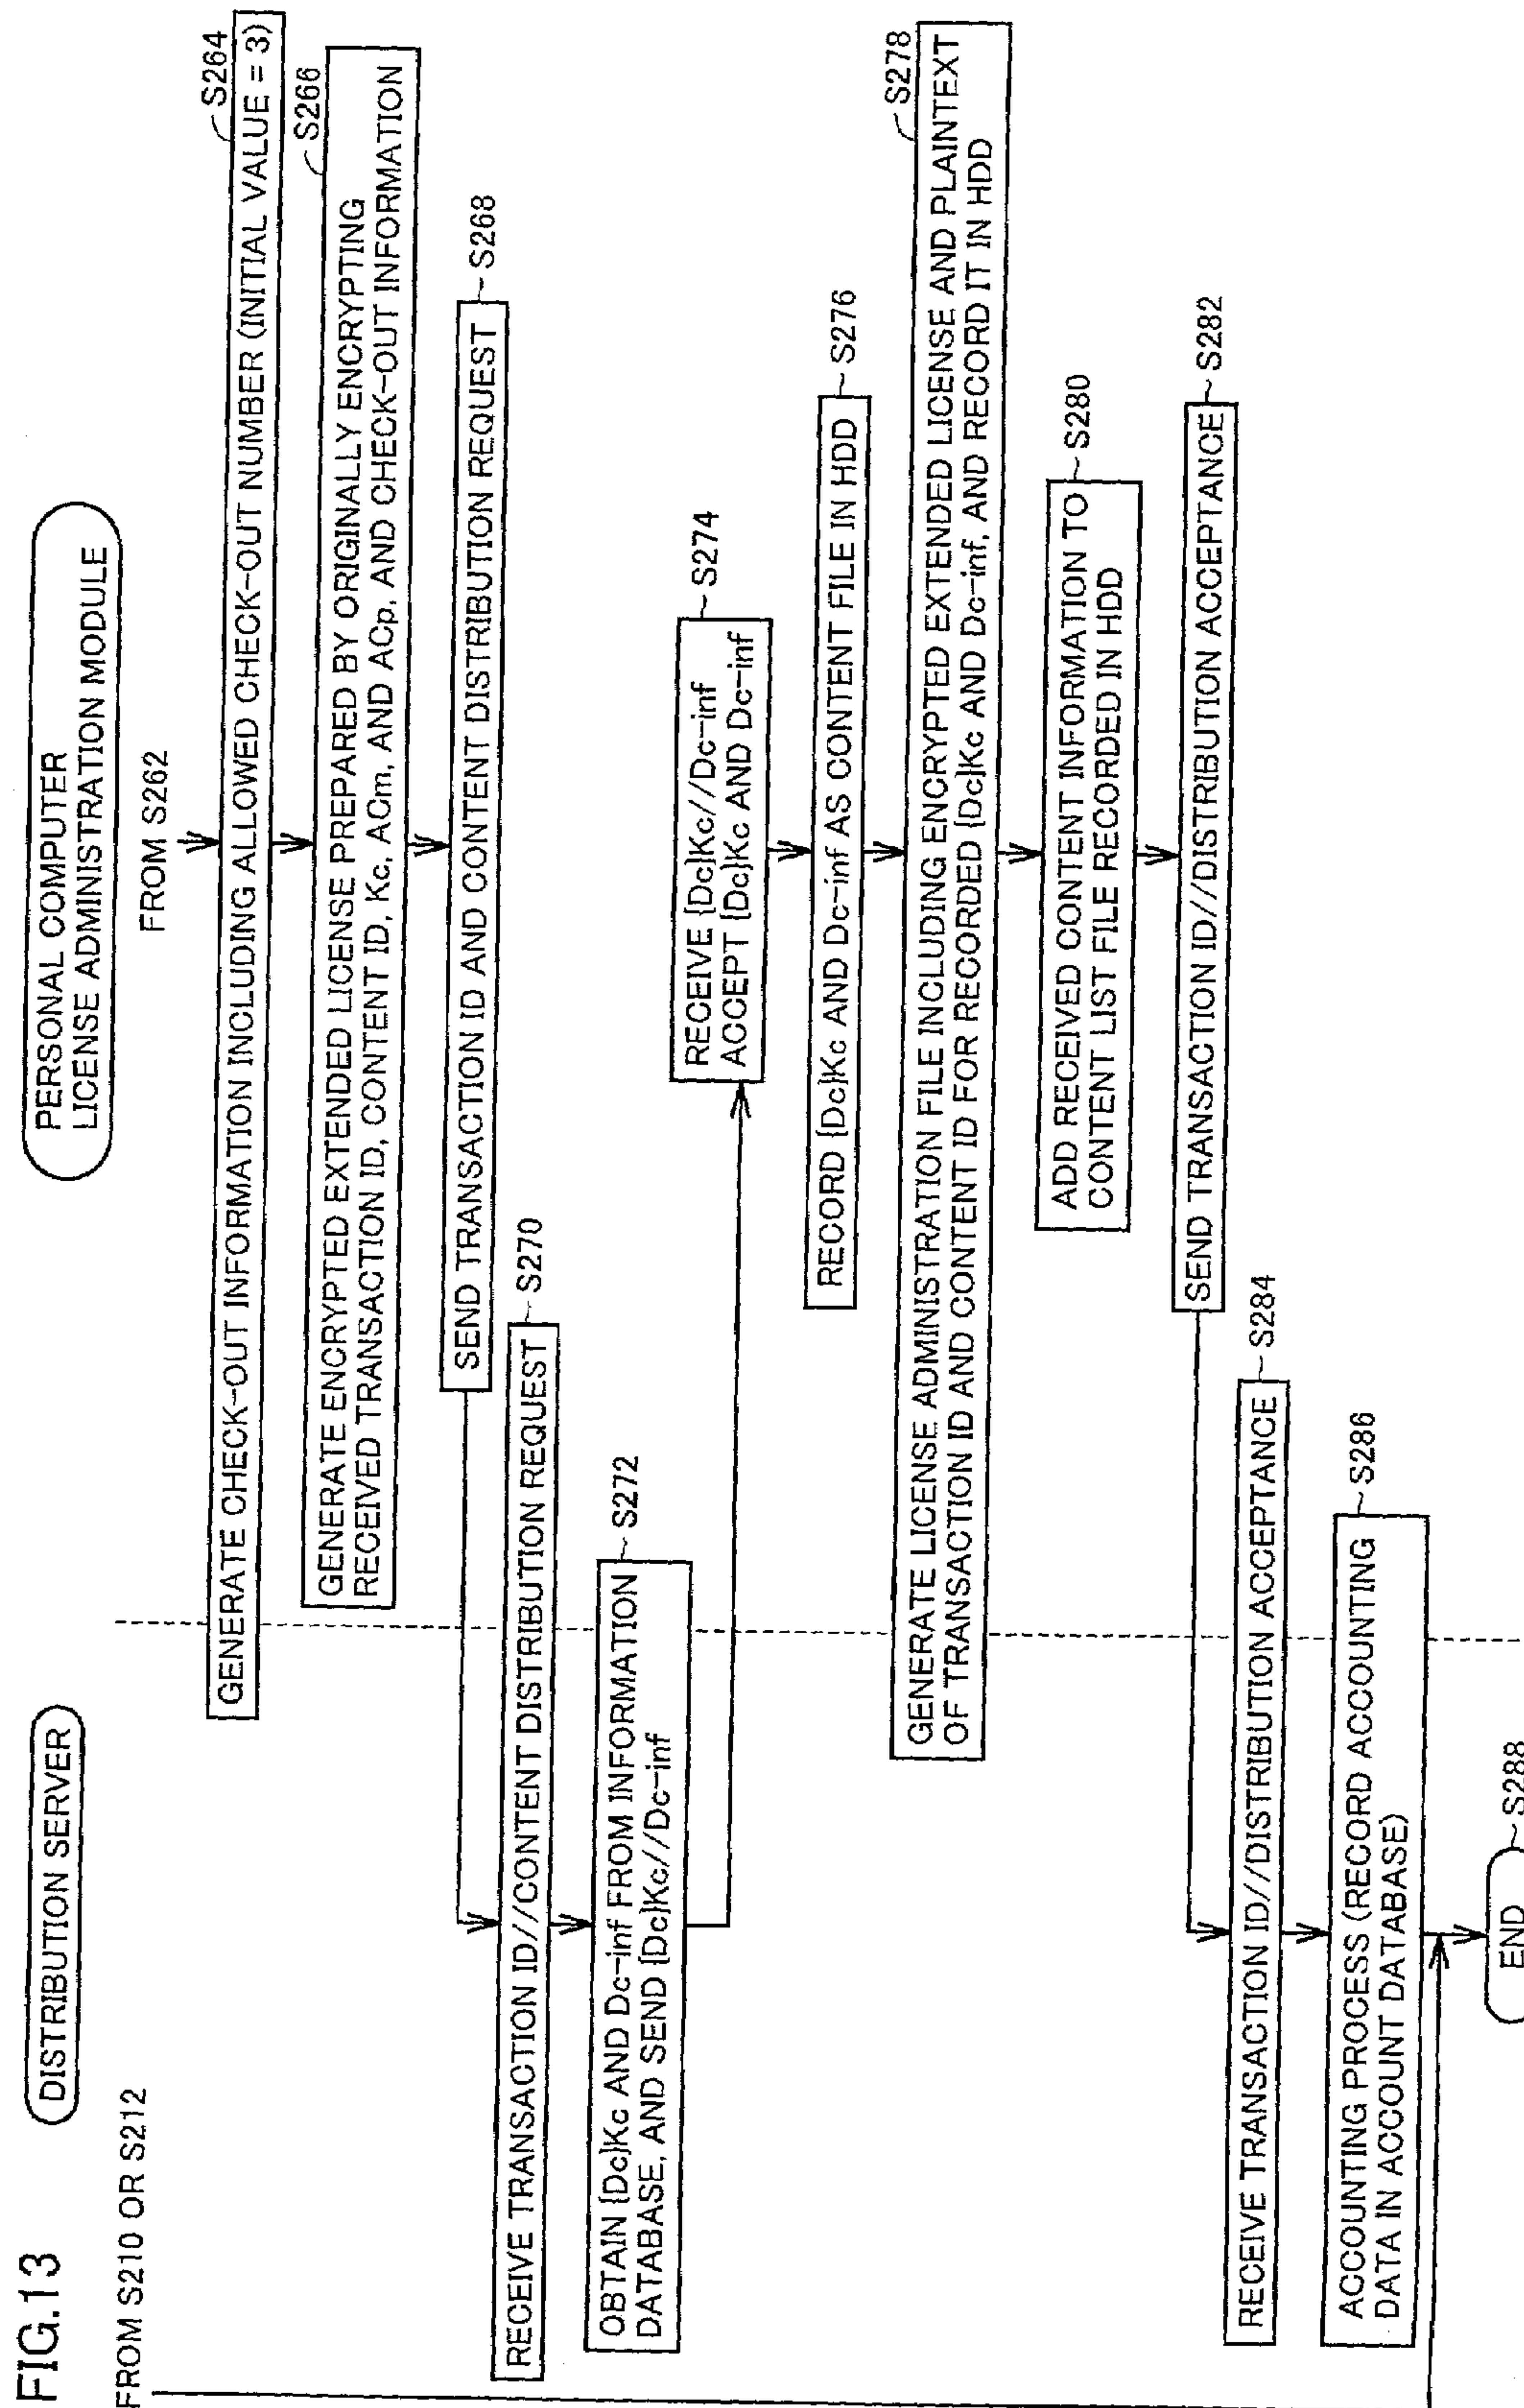 FIG.13
DISTRIBUTION SERVER
PERSONAL COMPUTER
LICENSE ADMINISTRATION MODULE
FROM S210 OR S212
FROM S262
S264
GENERATE CHECK-OUT INFORMATION INCLUDING ALLOWED CHECK-OUT NUMBER (INITIAL VALUE = 3)
S266
GENERATE ENCRYPTED EXTENDED LICENSE PREPARED BY ORIGINALLY ENCRYPTING
RECEIVED TRANSACTION ID, CONTENT ID, Kc, ACm, AND ACp, AND CHECK-OUT INFORMATION
SEND TRANSACTION ID AND CONTENT DISTRIBUTION REQUEST
S268
RECEIVE TRANSACTION ID//CONTENT DISTRIBUTION REQUEST
S270
OBTAIN {Dc}Kc AND Dc-inf FROM INFORMATION
DATABASE, AND SEND {Dc}Kc//Dc-inf
S272
RECEIVE {Dc}Kc//Dc-inf
ACCEPT {Dc}Kc AND Dc-inf
S274
RECORD {Dc}Kc AND Dc-inf AS CONTENT FILE IN HDD
S276
S278
GENERATE LICENSE ADMINISTRATION FILE INCLUDING ENCRYPTED EXTENDED LICENSE AND PLAINTEXT
OF TRANSACTION ID AND CONTENT ID FOR RECORDED {Dc}Kc AND Dc-inf, AND RECORD IT IN HDD
ADD RECEIVED CONTENT INFORMATION TO
CONTENT LIST FILE RECORDED IN HDD
S280
SEND TRANSACTION ID//DISTRIBUTION ACCEPTANCE
S282
RECEIVE TRANSACTION ID//DISTRIBUTION ACCEPTANCE
S284
ACCOUNTING PROCESS (RECORD ACCOUNTING
DATA IN ACCOUNT DATABASE)
S286
END
S288